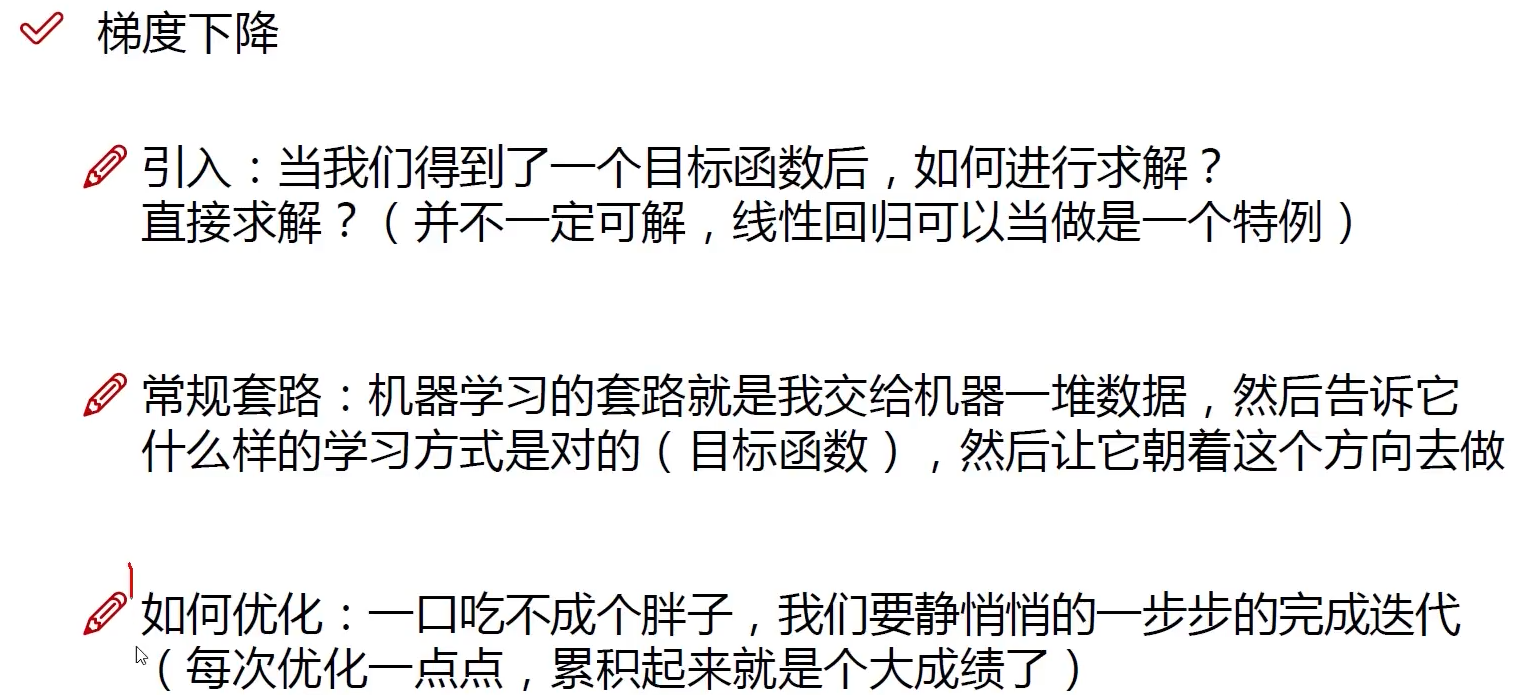 梯度下降
引入：当我们得到了一个目标函数后，如何进行求解？
直接求解？（并不一定可解，线性回归可以当做是一个特例）
常规套路：机器学习的套路就是我交给机器一堆数据，然后告诉它
什么样的学习方式是对的（目标函数），然后让它朝着这个方向去做
如何优化：一口吃不成个胖子，我们要静悄悄的一步步的完成迭代
（每次优化一点点，累积起来就是个大成绩了）